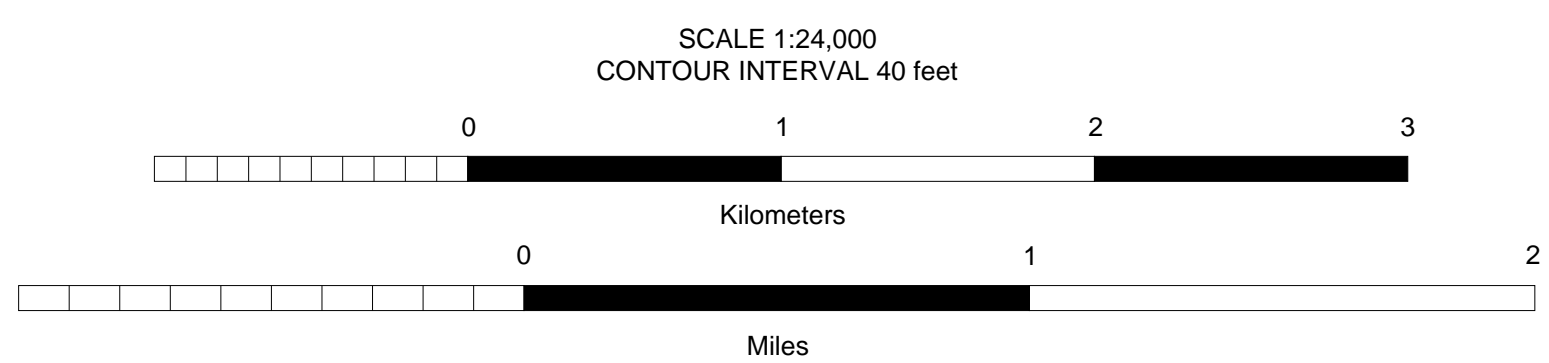 SCALE 1:24,000
CONTOUR INTERVAL 40 feet
0 1 2 3
Kilometers
0 1 2
Miles